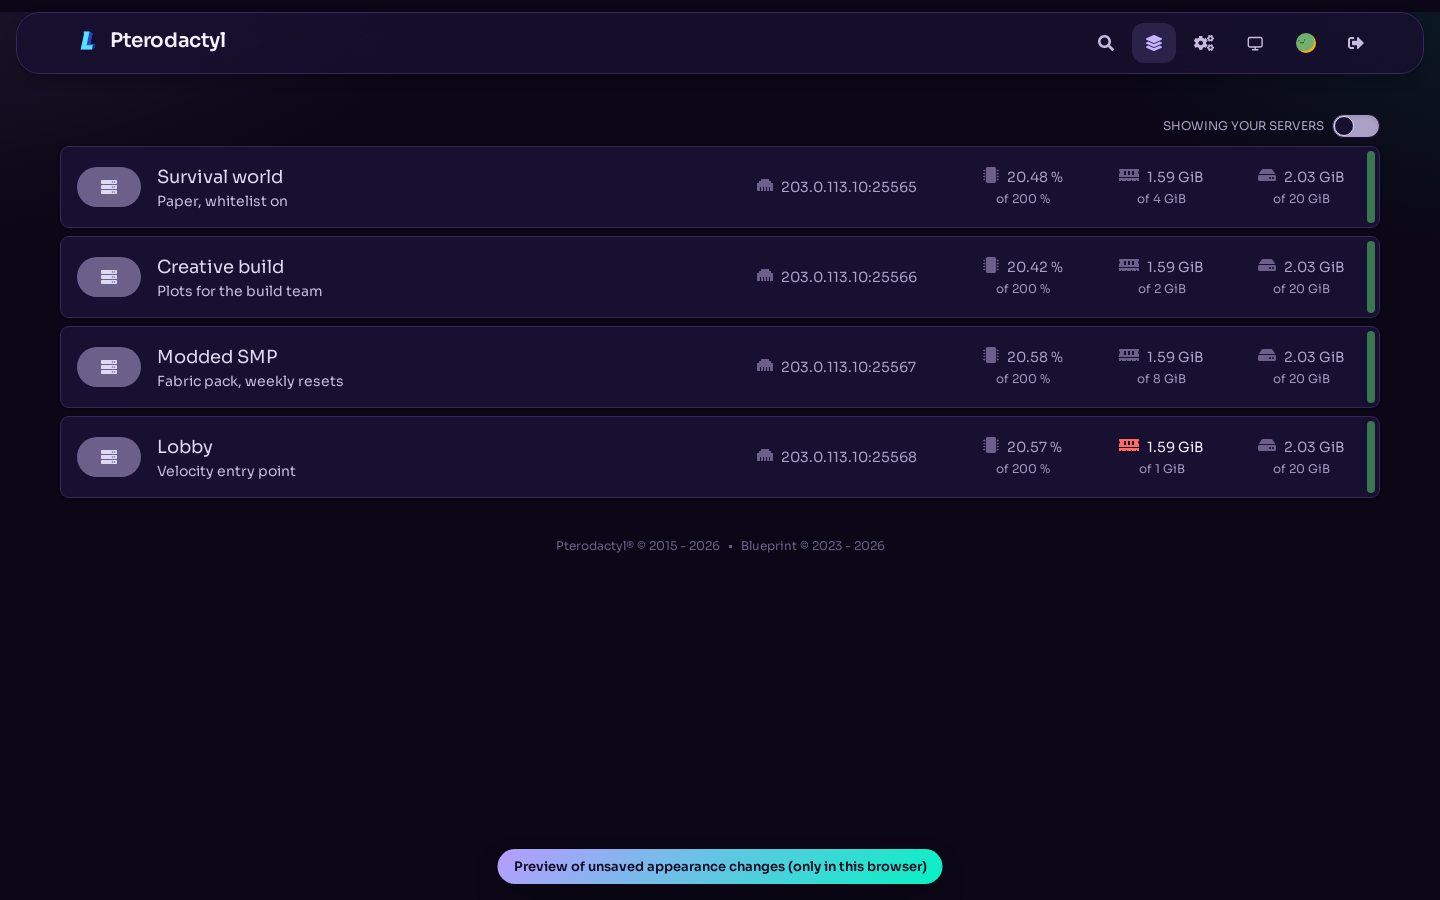 Pterodactyl
SHOWING YOUR SERVERS
Survival world
Paper, whitelist on
203.0.113.10:25565
20.48 %
of 200 %
1.59 GiB
of 4 GiB
2.03 GiB
of 20 GiB
Creative build
Plots for the build team
203.0.113.10:25566
20.42 %
of 200 %
1.59 GiB
of 2 GiB
2.03 GiB
of 20 GiB
Modded SMP
Fabric pack, weekly resets
203.0.113.10:25567
20.58 %
of 200 %
1.59 GiB
of 8 GiB
2.03 GiB
of 20 GiB
Lobby
Velocity entry point
203.0.113.10:25568
20.57 %
of 200 %
1.59 GiB
of 1 GiB
2.03 GiB
of 20 GiB
Pterodactyl® © 2015 - 2026 • Blueprint © 2023 - 2026
Preview of unsaved appearance changes (only in this browser)